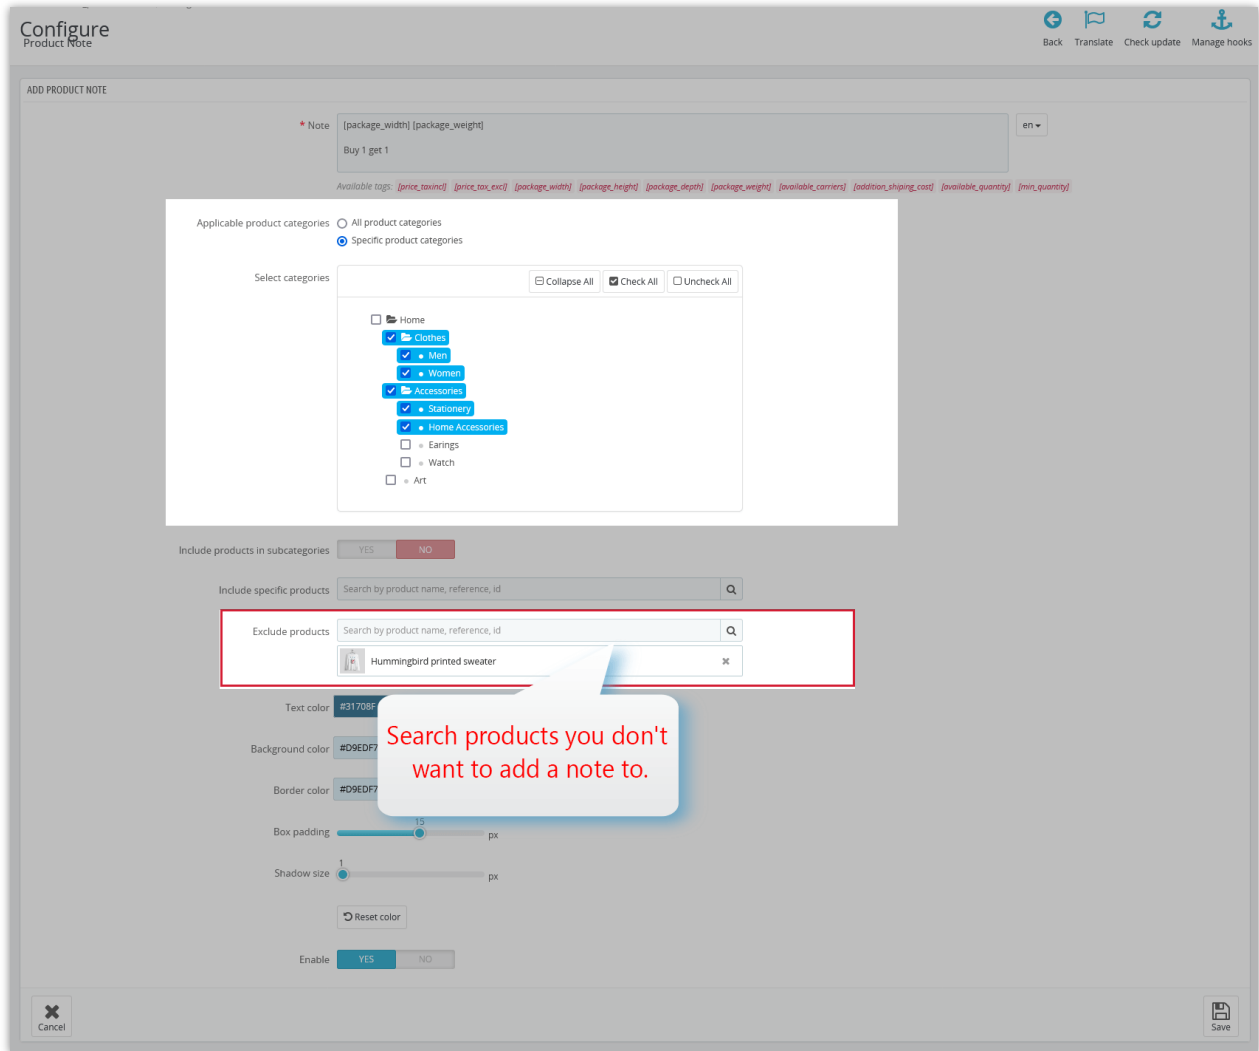 Configure
Product Note
Back
Translate
Check update
Manage hooks
ADD PRODUCT NOTE
* Note
[package_width] [package_weight]
Buy 1 get 1
en
Available tags: [price_taxincl] [price_tax_excl] [package_width] [package_height] [package_depth] [package_weight] [available_carriers] [addition_shiping_cost] [available_quantity] [min_quantity]
Applicable product categories
All product categories
Specific product categories
Select categories
Collapse All
Check All
Uncheck All
Home
Clothes
Men
Women
Accessories
Stationery
Home Accessories
Earings
Watch
Art
Include products in subcategories
YES
NO
Include specific products
Search by product name, reference, id
Exclude products
Search by product name, reference, id
Hummingbird printed sweater
Search products you don't
want to add a note to.
Text color
#31708F
Background color
#D9EDF7
Border color
#D9EDF7
Box padding
15
px
Shadow size
1
px
Reset color
Enable
YES
NO
Cancel
Save